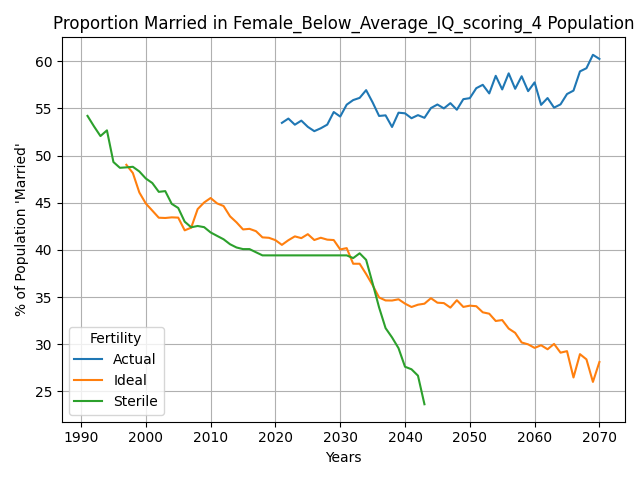 Proportion Married in Female_Below_Average_IQ_scoring_4 Population
% of Population 'Married'
60
55
50
45
40
35
30
25
Fertility
Actual
Ideal
Sterile
1990 2000 2010 2020 2030 2040 2050 2060 2070
Years